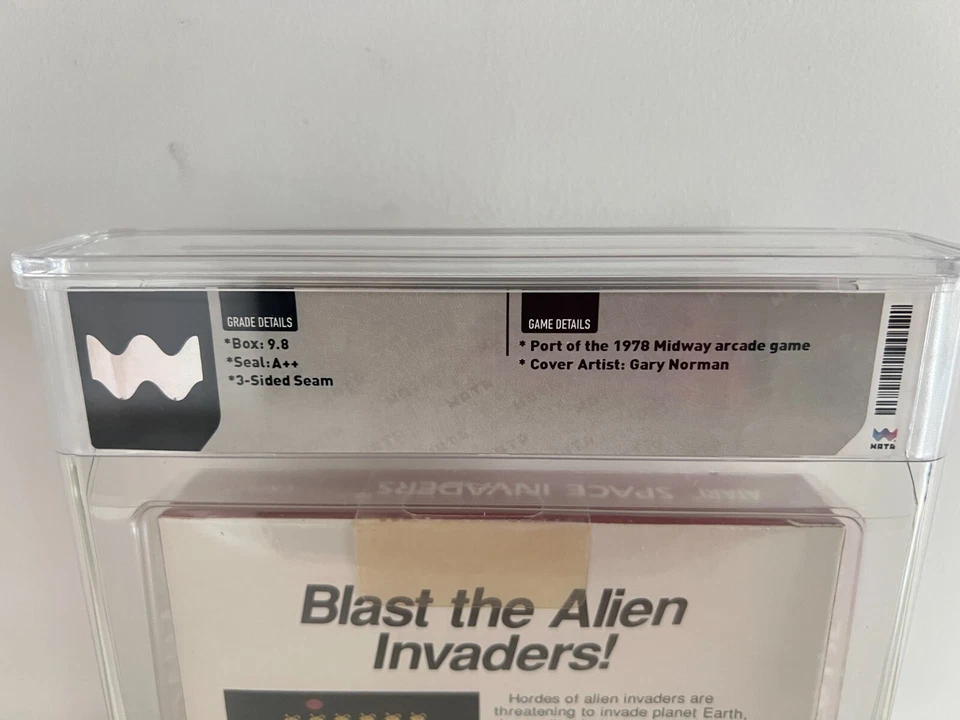 GRADE DETAILS
*Box: 9.8
*Seal: A++
*3-Sided Seam
GAME DETAILS
* Port of the 1978 Midway arcade game
* Cover Artist: Gary Norman
WATA
ATARI SPACE INVADERS
Blast the Alien
Invaders!
Hordes of alien invaders are
threatening to invade planet Earth,